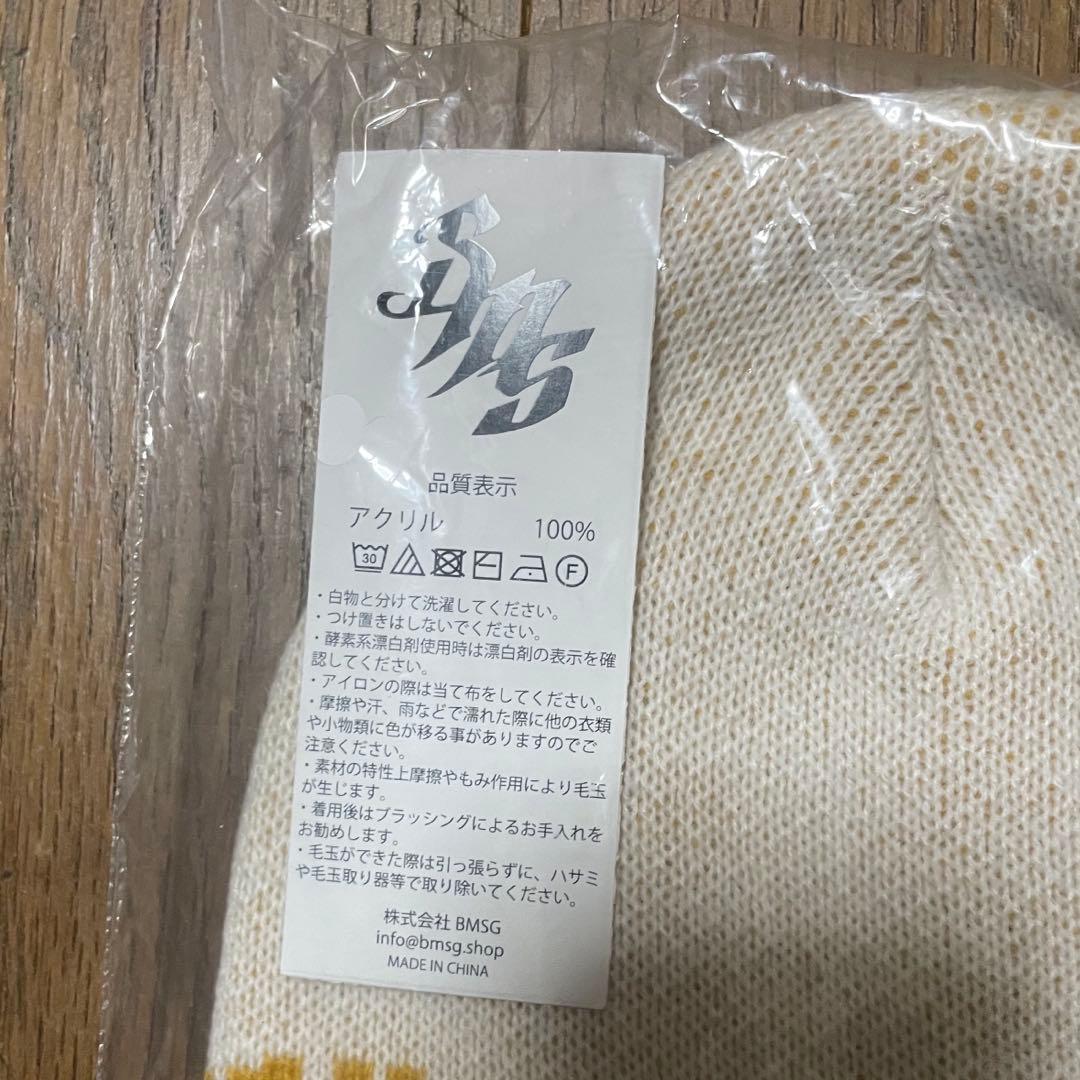 品質表示
アクリル 100%
30 F
・白物と分けて洗濯してください。
・つけ置きはしないでください。
・酵素系漂白剤使用時は漂白剤の表示を確
認してください。
・アイロンの際は当て布をしてください。
・摩擦や汗、雨などで濡れた際に他の衣類
や小物類に色が移る事がありますのでご
注意ください。
・素材の特性上摩擦やもみ作用により毛玉
が生じます。
・着用後はブラッシングによるお手入れを
お勧めします。
・毛玉ができた際は引っ張らずに、ハサミ
や毛玉取り器等で取り除いてください。
株式会社 BMSG
info@bmsg.shop
MADE IN CHINA